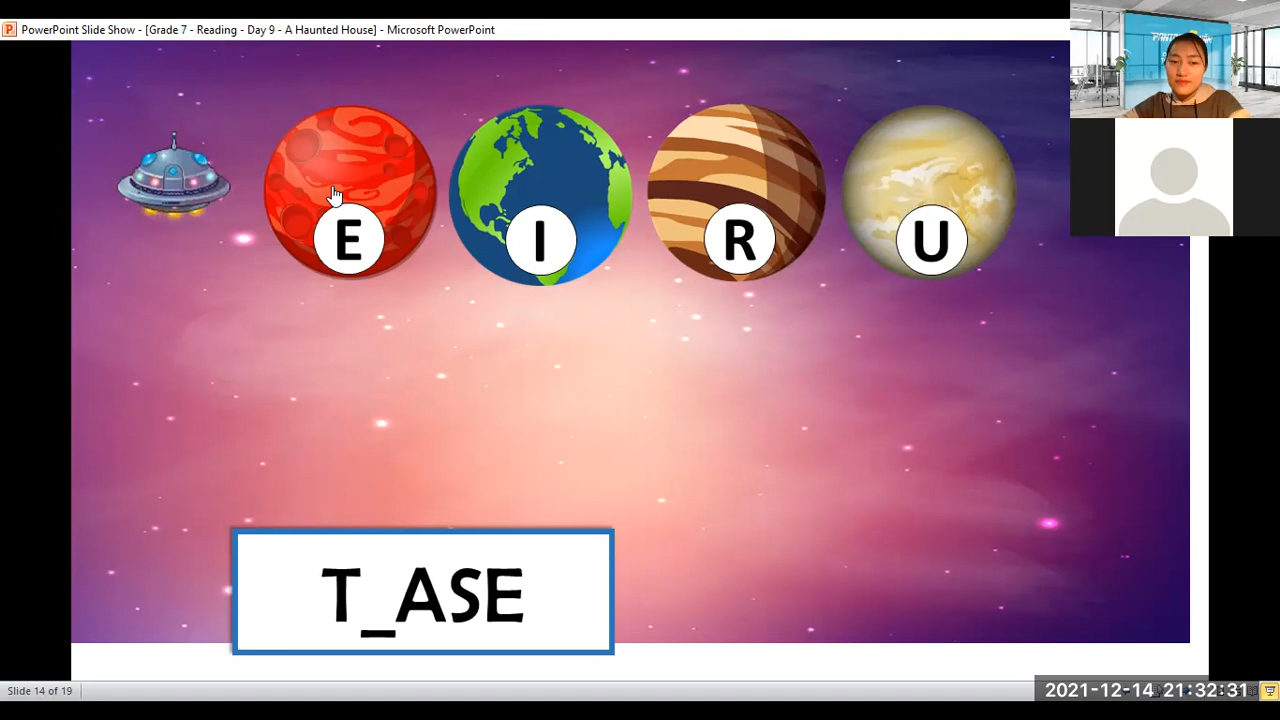 PowerPoint Slide Show - [Grade 7 - Reading - Day 9 - A Haunted House] - Microsoft PowerPoint
E I R U
T_ASE
Slide 14 of 19
2021-12-14 21:32:31